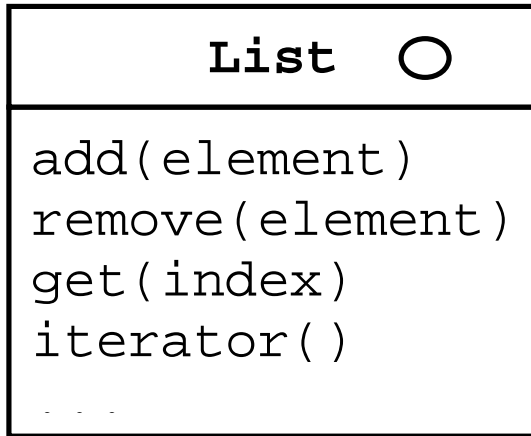 List
add(element)
remove(element)
get(index)
iterator()
...